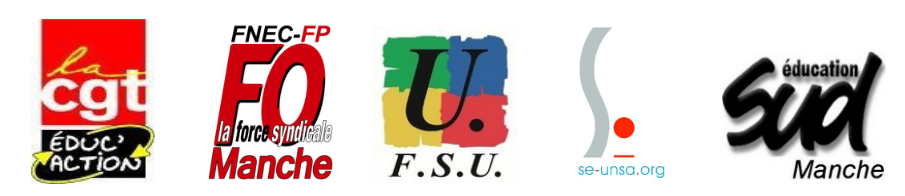 la
cgt
ÉDUC'
ACTION
FNEC-FP
FO
la force syndicale
Manche
U.
F.S.U.
se-unsa.org
éducation
Sud
Manche